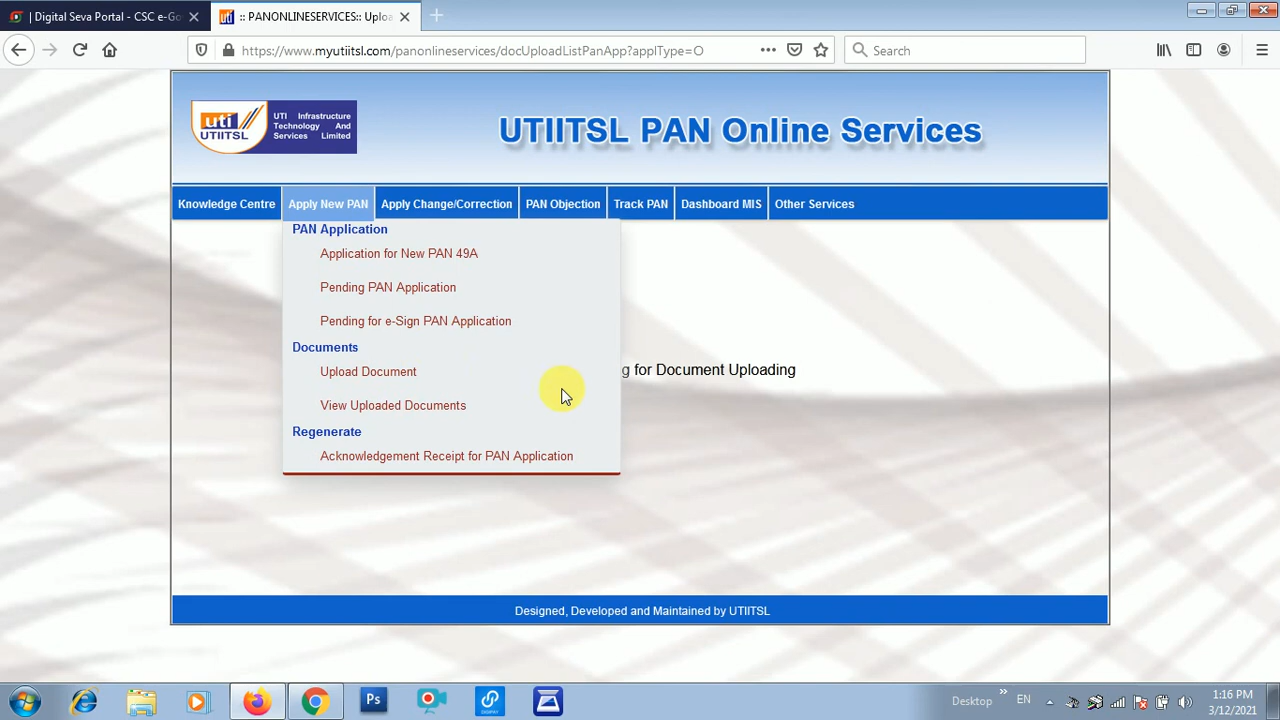 | Digital Seva Portal - CSC e-Go
:: PANONLINESERVICES:: Uploa
https://www.myutiitsl.com/panonlineservices/docUploadListPanApp?applType=O
Search
uti
UTIITSL
UTI Infrastructure
Technology And
Services Limited
UTIITSL PAN Online Services
Knowledge Centre
Apply New PAN
Apply Change/Correction
PAN Objection
Track PAN
Dashboard MIS
Other Services
PAN Application
Application for New PAN 49A
Pending PAN Application
Pending for e-Sign PAN Application
Documents
Upload Document
g for Document Uploading
View Uploaded Documents
Regenerate
Acknowledgement Receipt for PAN Application
Designed, Developed and Maintained by UTIITSL
Ps
DIGIPAY
Desktop
EN
1:16 PM
3/12/2021